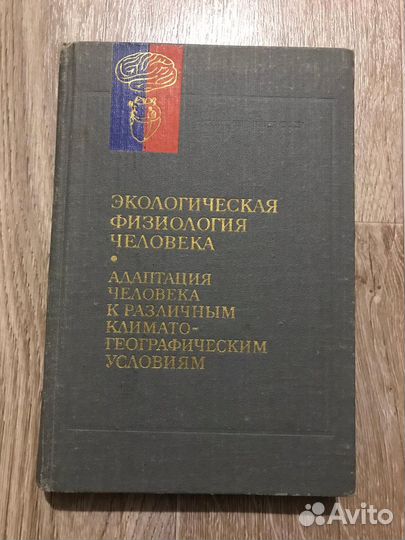 ЭКОЛОГИЧЕСКАЯ
ФИЗИОЛОГИЯ
ЧЕЛОВЕКА
•
АДАПТАЦИЯ
ЧЕЛОВЕКА
К РАЗЛИЧНЫМ
КЛИМАТО-
ГЕОГРАФИЧЕСКИМ
УСЛОВИЯМ
Avito